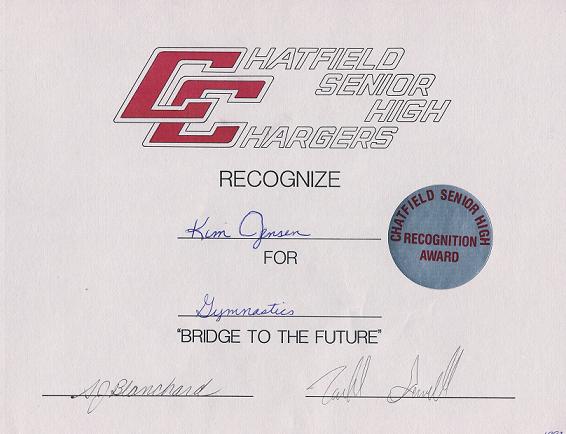 CHATFIELD
SENIOR
HIGH
CHARGERS
RECOGNIZE
Kim Jensen
FOR
Gymnastics
"BRIDGE TO THE FUTURE"
CHATFIELD SENIOR HIGH
RECOGNITION
AWARD
SJ Blanchard